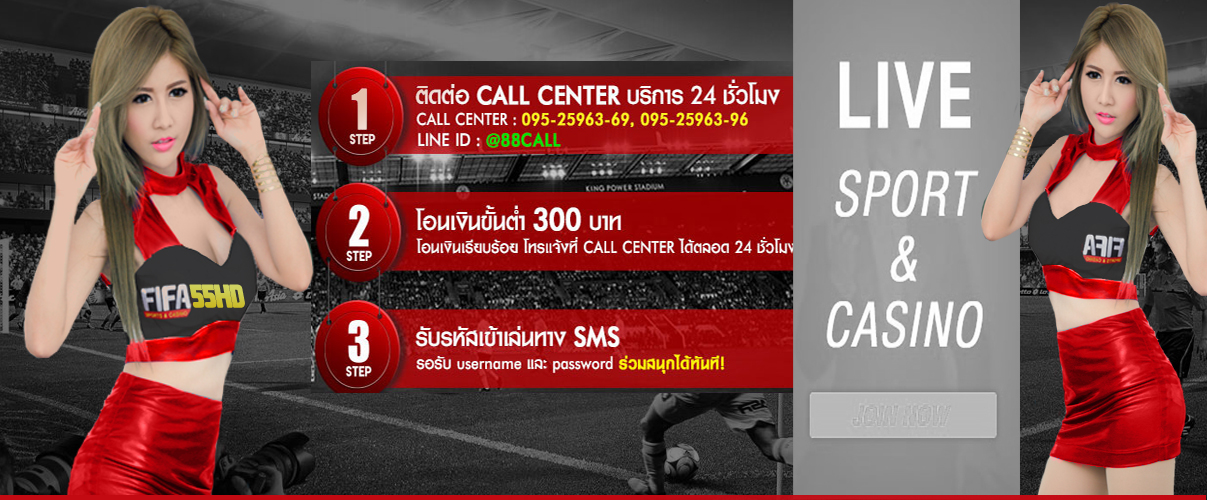 1
STEP
ติดต่อ CALL CENTER บริการ 24 ชั่วโมง
CALL CENTER : 095-25963-69, 095-25963-96
LINE ID : @88CALL
KING POWER STADIUM
2
STEP
โอนเงินขั้นต่ำ 300 บาท
โอนเงินเรียบร้อย โทรแจ้งที่ CALL CENTER ได้ตลอด 24 ชั่วโมง
3
STEP
รับรหัสเข้าเล่นทาง SMS
รอรับ username และ password ร่วมสนุกได้ทันที!
FIFA55HD
SPORTS & CASINO
LIVE
SPORT
&
CASINO
JOIN NOW
FIFA